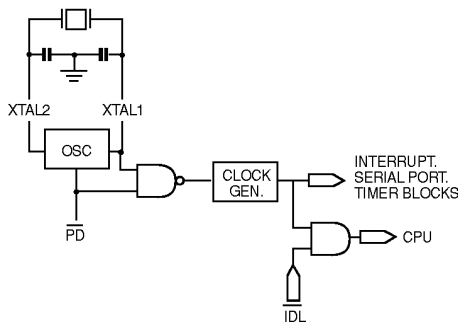 XTAL2
XTAL1
OSC
CLOCK
GEN.
INTERRUPT.
SERIAL PORT.
TIMER BLOCKS
PD
CPU
IDL